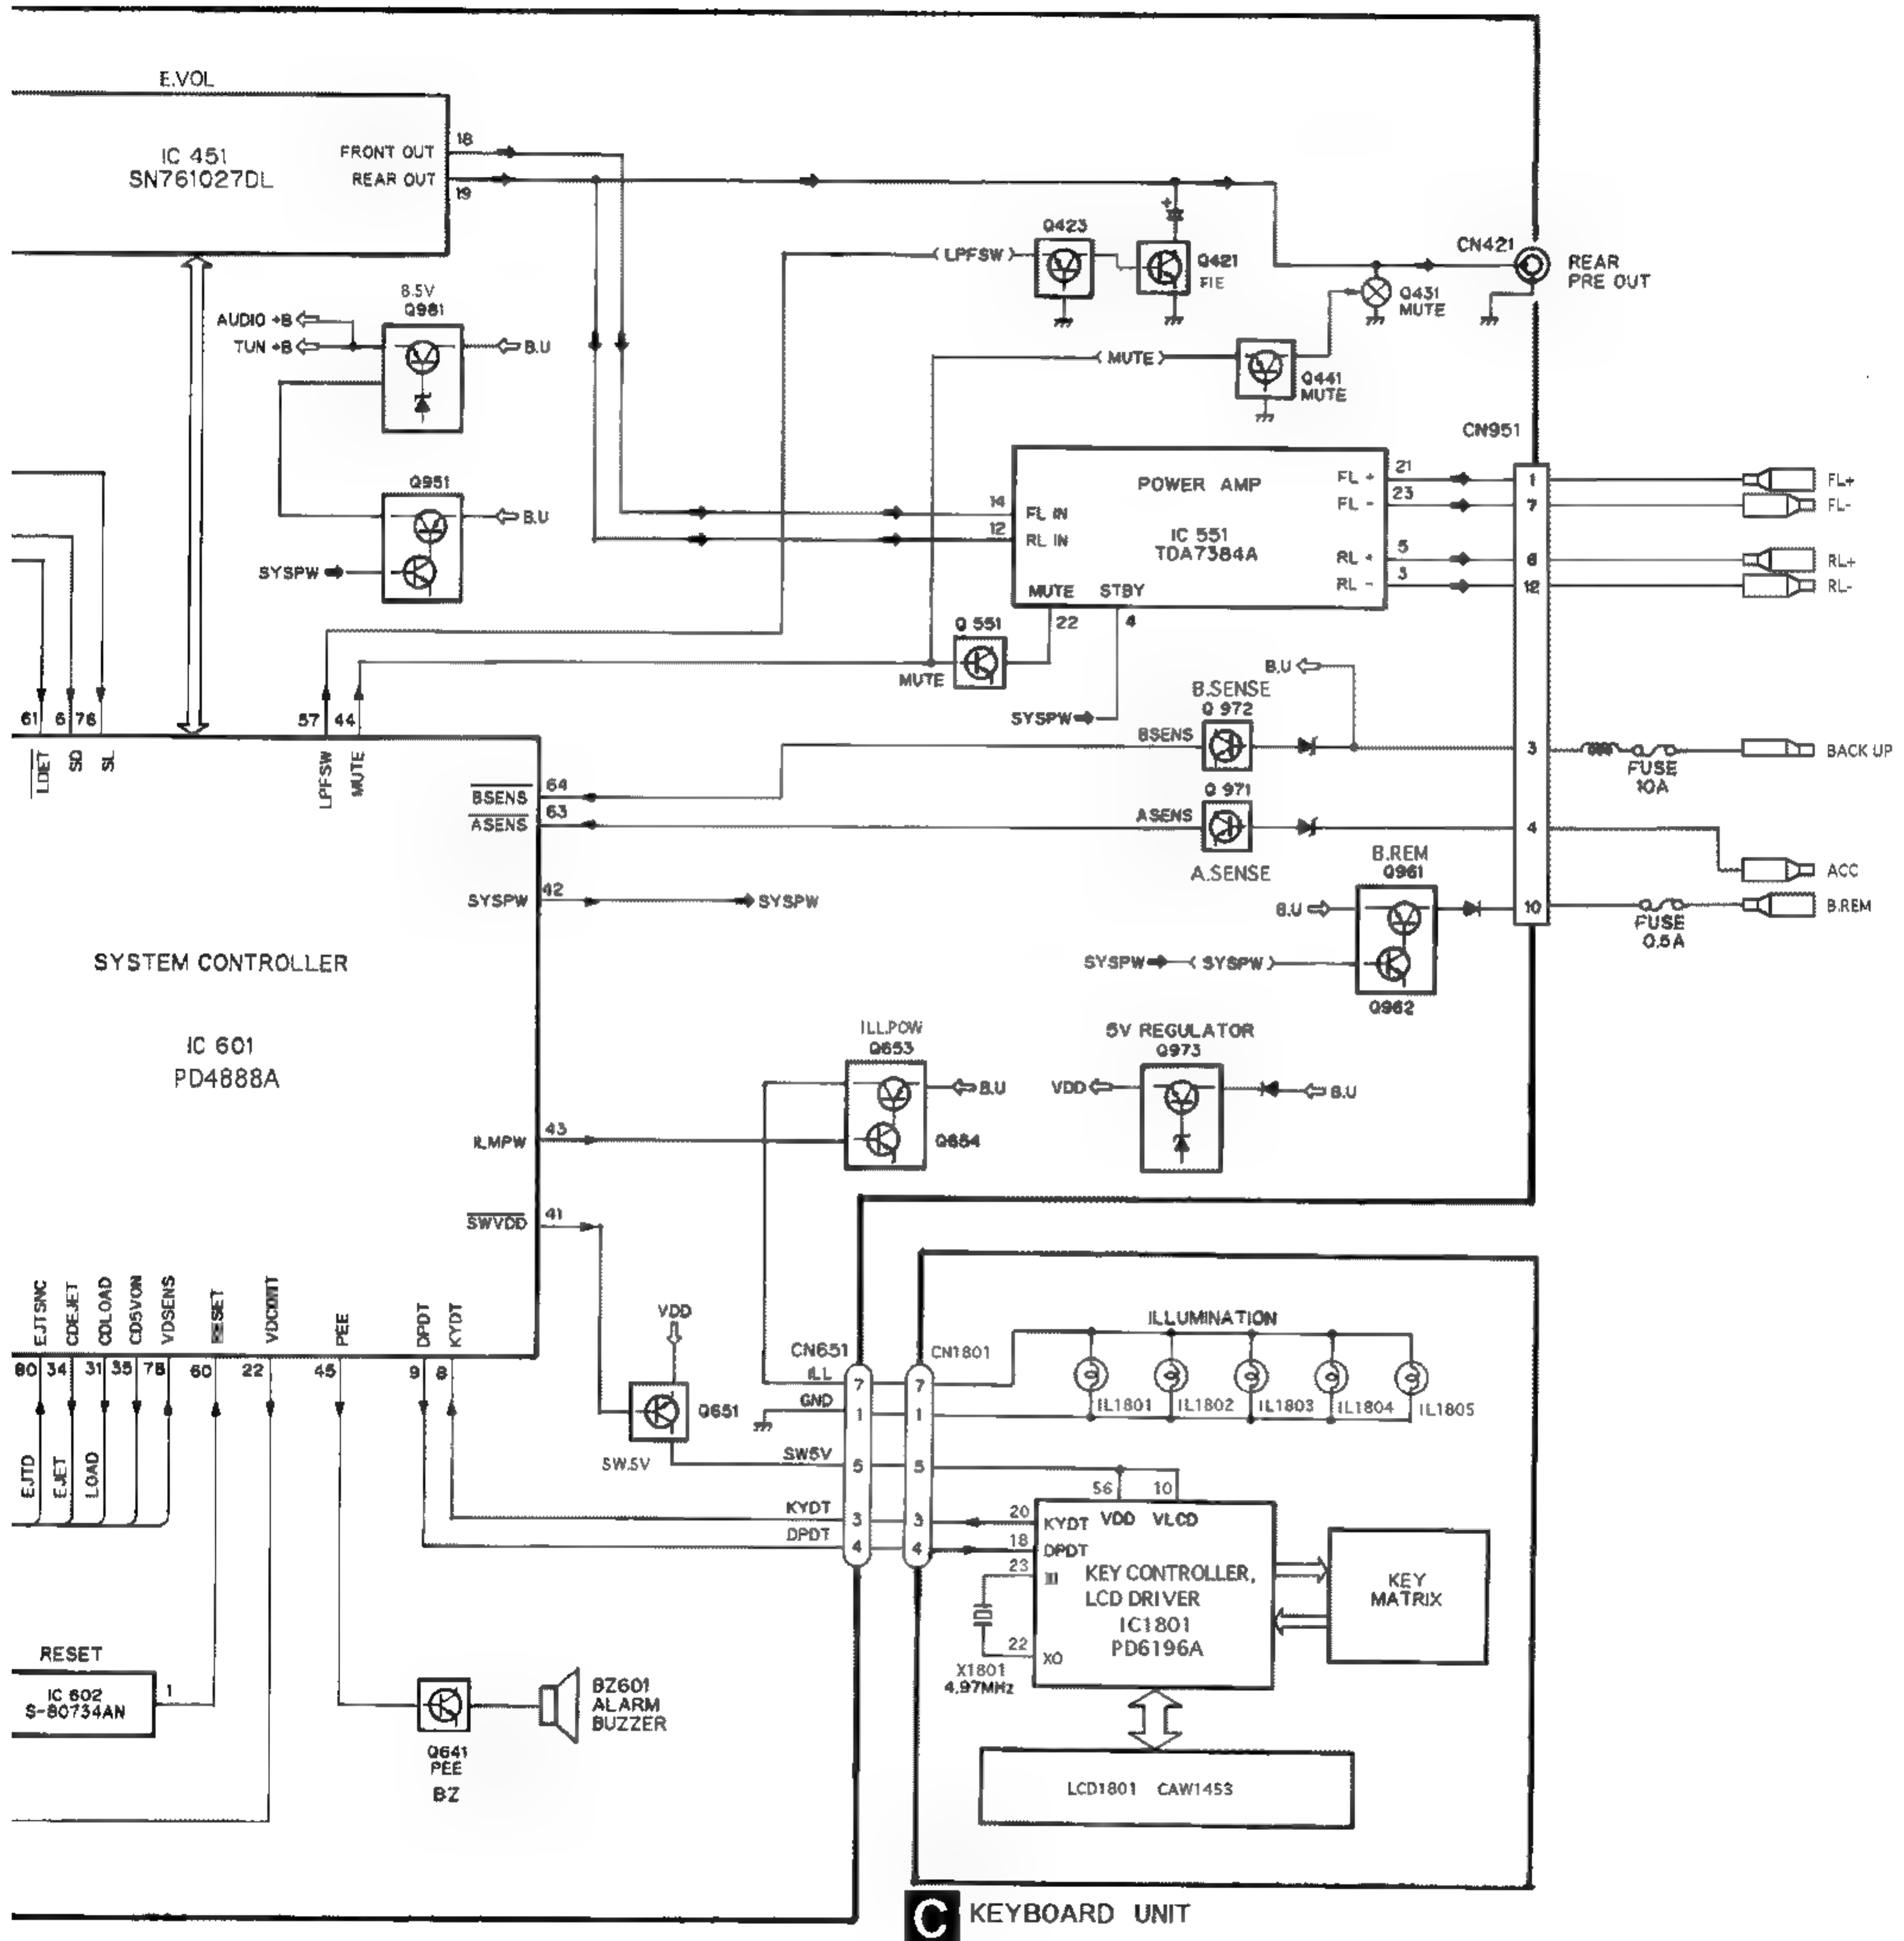 E.VOL
IC 451
SN761027DL
FRONT OUT
18
REAR OUT
19
8.5V
Q981
AUDIO +B
TUN +B
B.U
Q951
B.U
SYSPW
LPFSW
Q423
Q421
FIE
CN421
REAR
PRE OUT
Q431
MUTE
MUTE
Q441
MUTE
CN951
POWER AMP
IC 551
TDA7384A
14
FL IN
12
RL IN
MUTE
STBY
22
4
FL +
21
FL -
23
RL +
5
RL -
3
1
7
6
12
FL+
FL-
RL+
RL-
Q 551
MUTE
SYSPW
B.U
B.SENSE
Q 972
BSENS
3
FUSE
10A
BACK UP
Q 971
ASENS
A.SENSE
4
ACC
B.REM
Q961
B.U
10
FUSE
0.5A
B.REM
SYSPW
SYSPW
Q962
61
6
76
57
44
LDET
SD
SL
LPFSW
MUTE
BSENS
64
ASENS
63
SYSPW
42
SYSPW
SYSTEM CONTROLLER
IC 601
PD4888A
ILL.POW
Q653
B.U
Q654
5V REGULATOR
Q973
VDD
B.U
ILMPW
43
SWVDD
41
EJTSNC
CDEJET
CDLOAD
CD5VON
VDSENS
RESET
VDCONT
PEE
DPDT
KYDT
80
34
31
35
78
60
22
45
9
8
EJTD
EJET
LOAD
VDD
Q651
SW.5V
CN651
CN1801
ILL
7
7
GND
1
1
SW5V
5
5
KYDT
3
3
DPDT
4
4
ILLUMINATION
IL1801
IL1802
IL1803
IL1804
IL1805
56
10
20
KYDT
VDD
VLCD
18
DPDT
23
KEY CONTROLLER,
LCD DRIVER
IC1801
PD6196A
22
XO
X1801
4.97MHz
KEY
MATRIX
LCD1801 CAW1453
RESET
IC 602
S-80734AN
1
Q641
PEE
BZ
BZ601
ALARM
BUZZER
C KEYBOARD UNIT